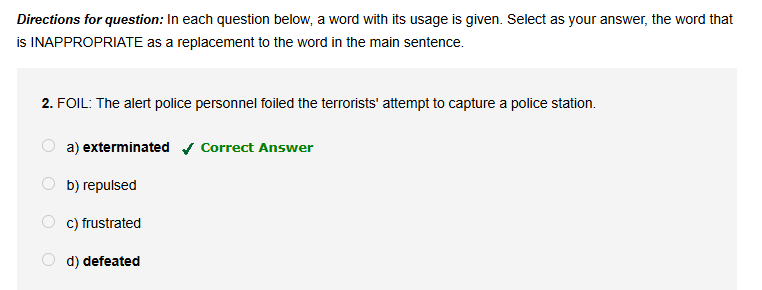 Directions for question: In each question below, a word with its usage is given. Select as your answer, the word that
is INAPPROPRIATE as a replacement to the word in the main sentence.
2. FOIL: The alert police personnel foiled the terrorists' attempt to capture a police station.
a) exterminated ✓ Correct Answer
b) repulsed
c) frustrated
d) defeated